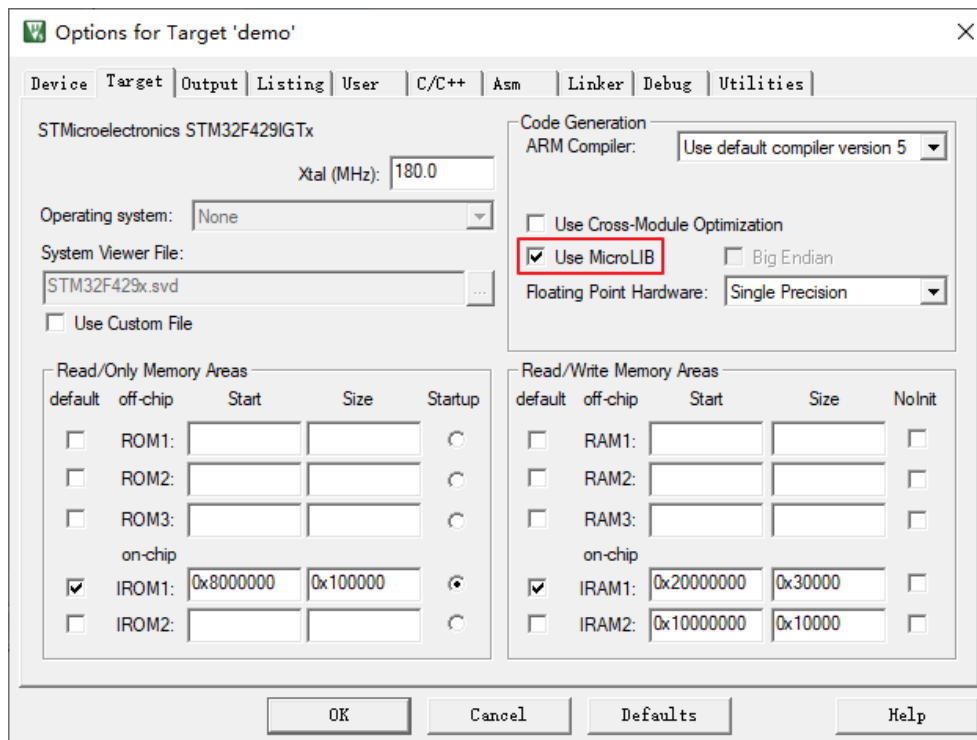 Options for Target 'demo'
Device Target Output Listing User C/C++ Asm Linker Debug Utilities
STMicroelectronics STM32F429IGTx
Xtal (MHz): 180.0
Operating system: None
System Viewer File:
STM32F429x.svd ...
Use Custom File
Code Generation
ARM Compiler: Use default compiler version 5
Use Cross-Module Optimization
Use MicroLIB Big Endian
Floating Point Hardware: Single Precision
Read/Only Memory Areas
default off-chip Start Size Startup
ROM1:
ROM2:
ROM3:
on-chip
IROM1: 0x8000000 0x100000
IROM2:
Read/Write Memory Areas
default off-chip Start Size NoInit
RAM1:
RAM2:
RAM3:
on-chip
IRAM1: 0x20000000 0x30000
IRAM2: 0x10000000 0x10000
OK Cancel Defaults Help